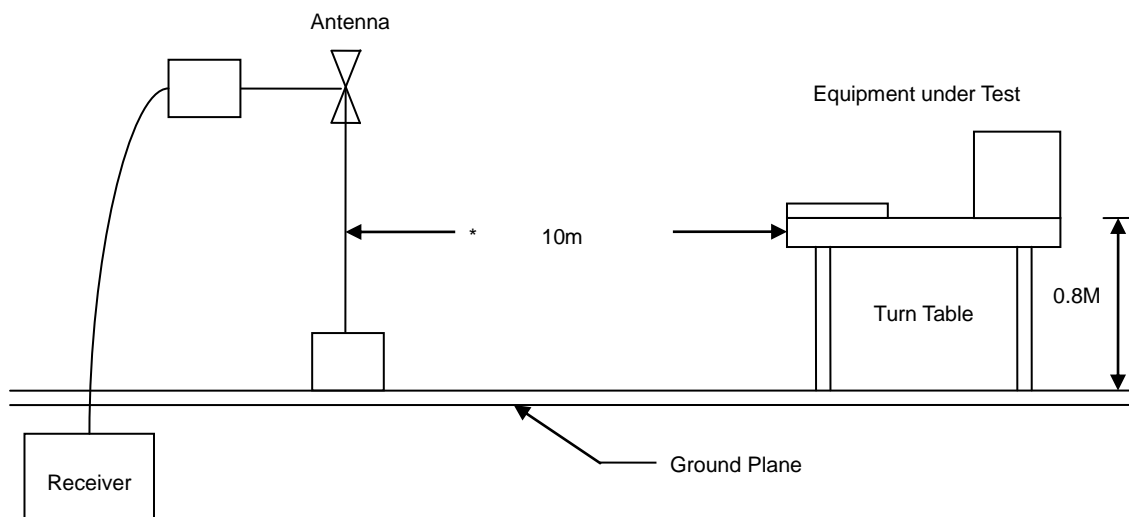 Antenna
Equipment under Test
* 10m
0.8M
Turn Table
Ground Plane
Receiver